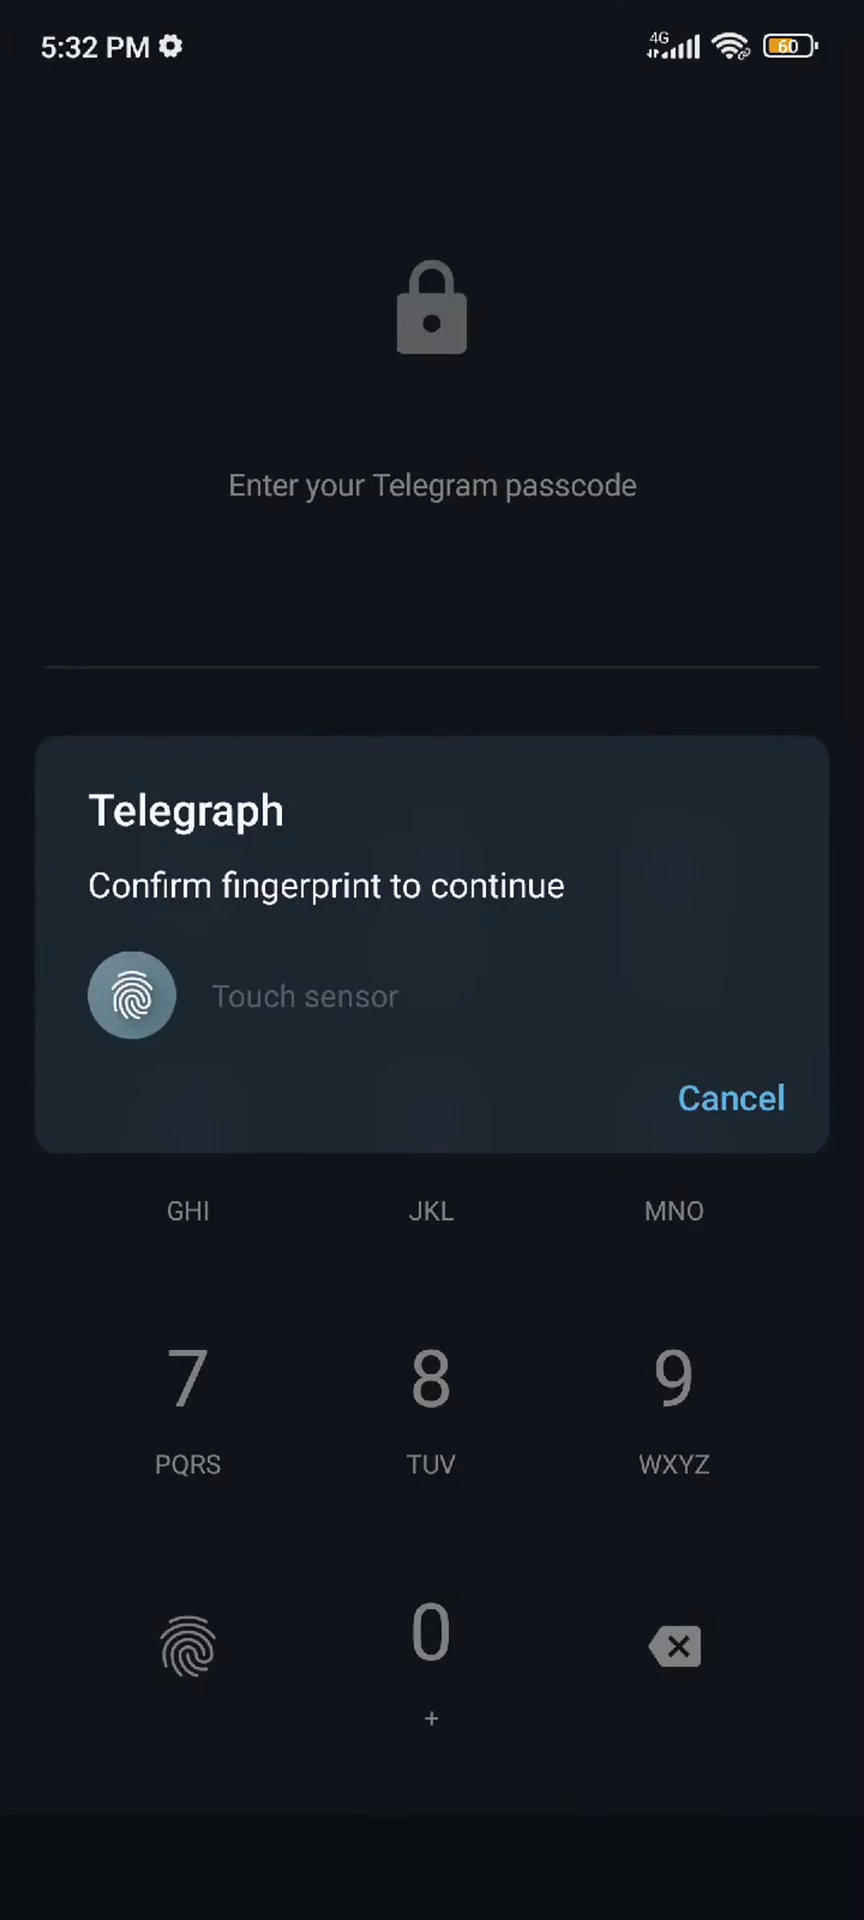 5:32 PM
4G
60
Enter your Telegram passcode
Telegraph
Confirm fingerprint to continue
Touch sensor
Cancel
GHI JKL MNO
7 8 9
PQRS TUV WXYZ
0
+